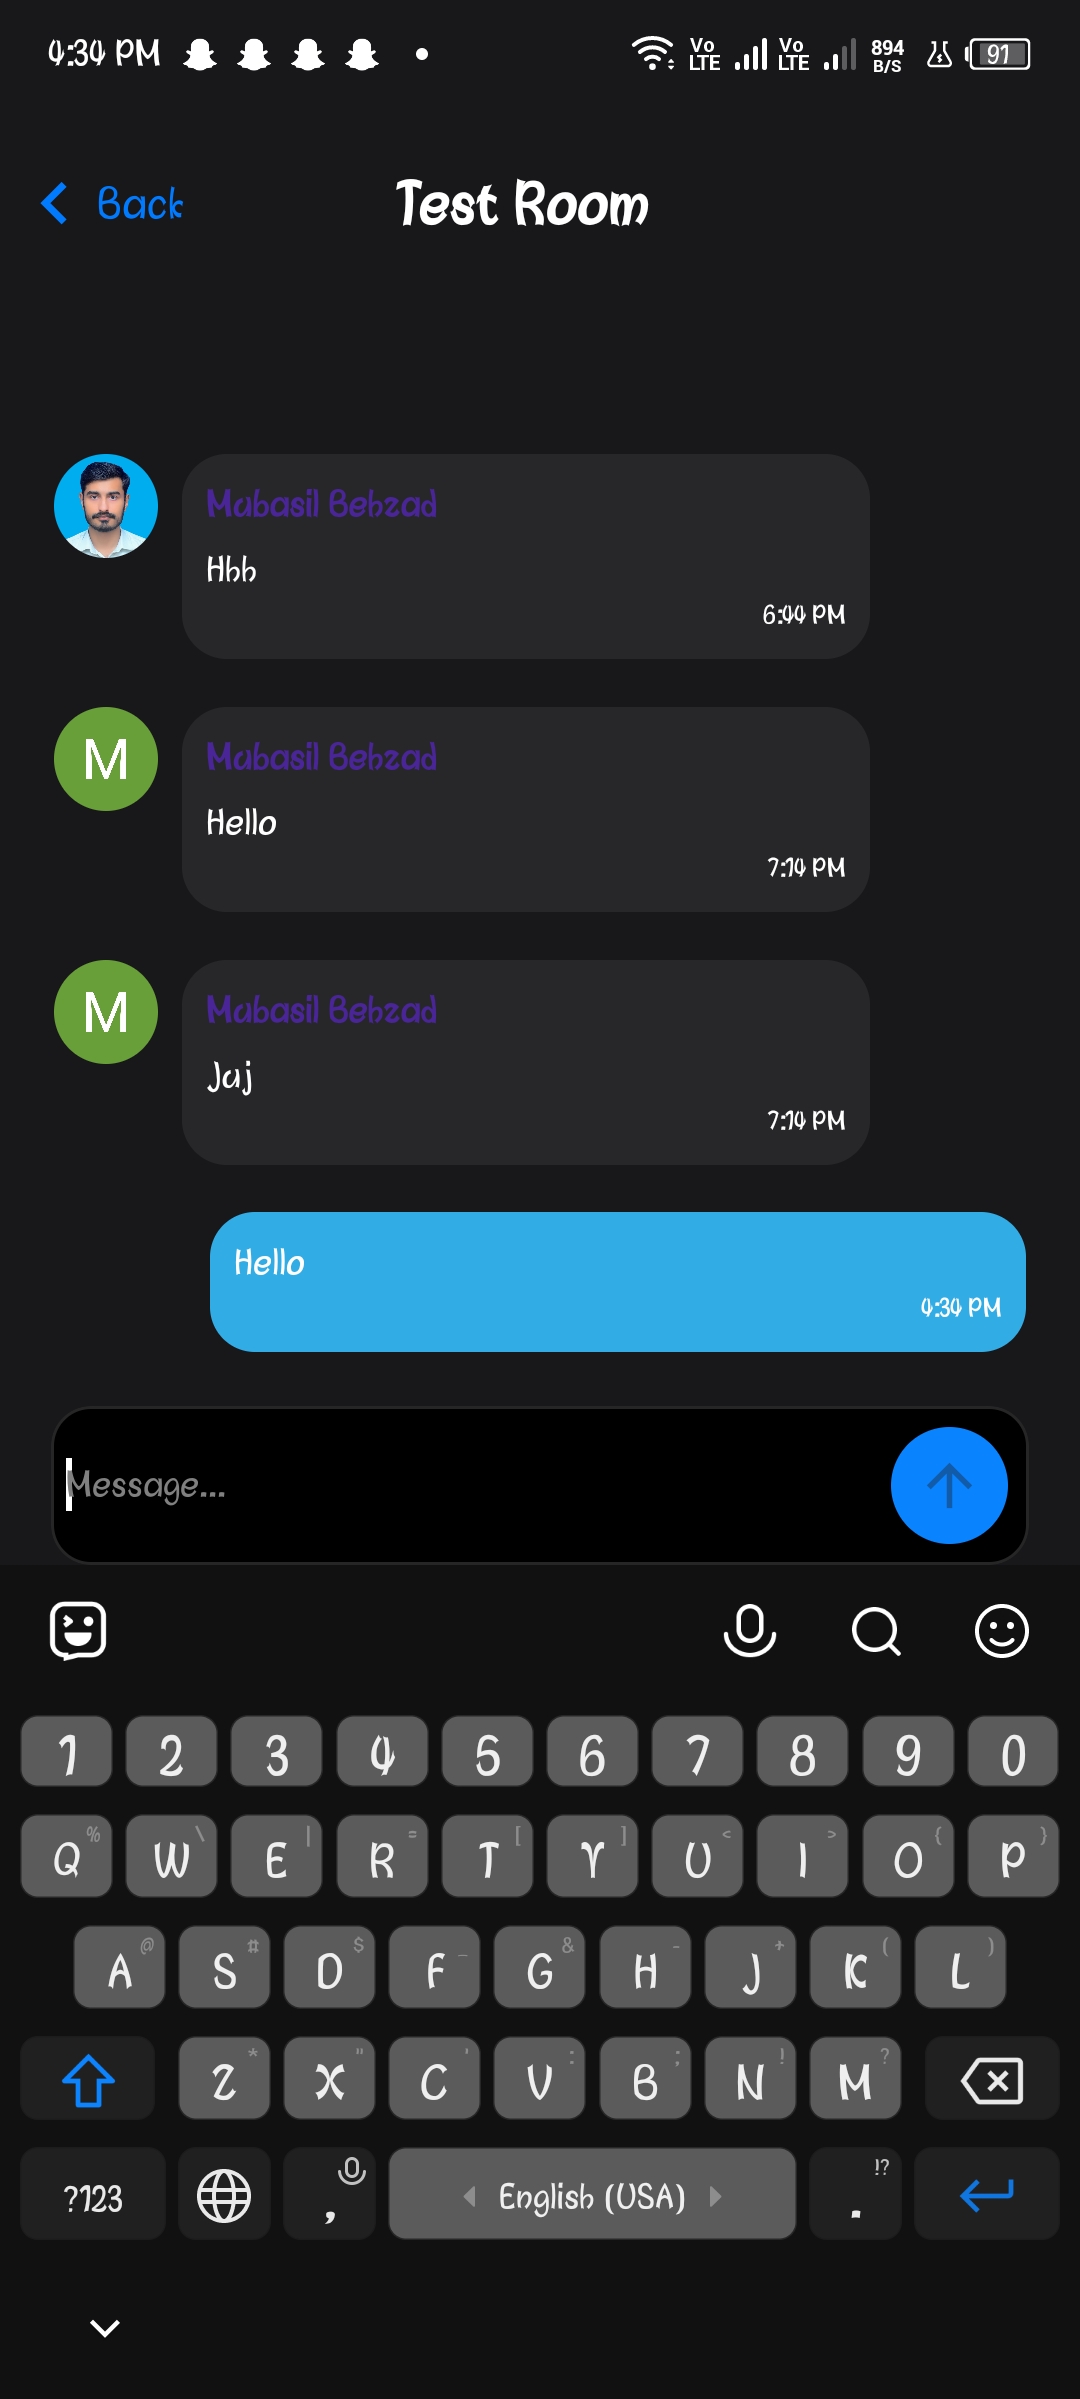 4:34 PM
Vo LTE
Vo LTE
894 B/S
91
Back
Test Room
Mubasil Behzad
Hhh
6:44 PM
M
Mubasil Behzad
Hello
7:14 PM
M
Mubasil Behzad
Jaj
7:14 PM
Hello
4:34 PM
Message...
1 2 3 4 5 6 7 8 9 0
% \ | = [ ] < > { }
Q W E R T Y U I O P
@ # $ _ & - + ( )
A S D F G H J K L
* " ' : ; ! ?
Z X C V B N M
!?
?123 , English (USA) .